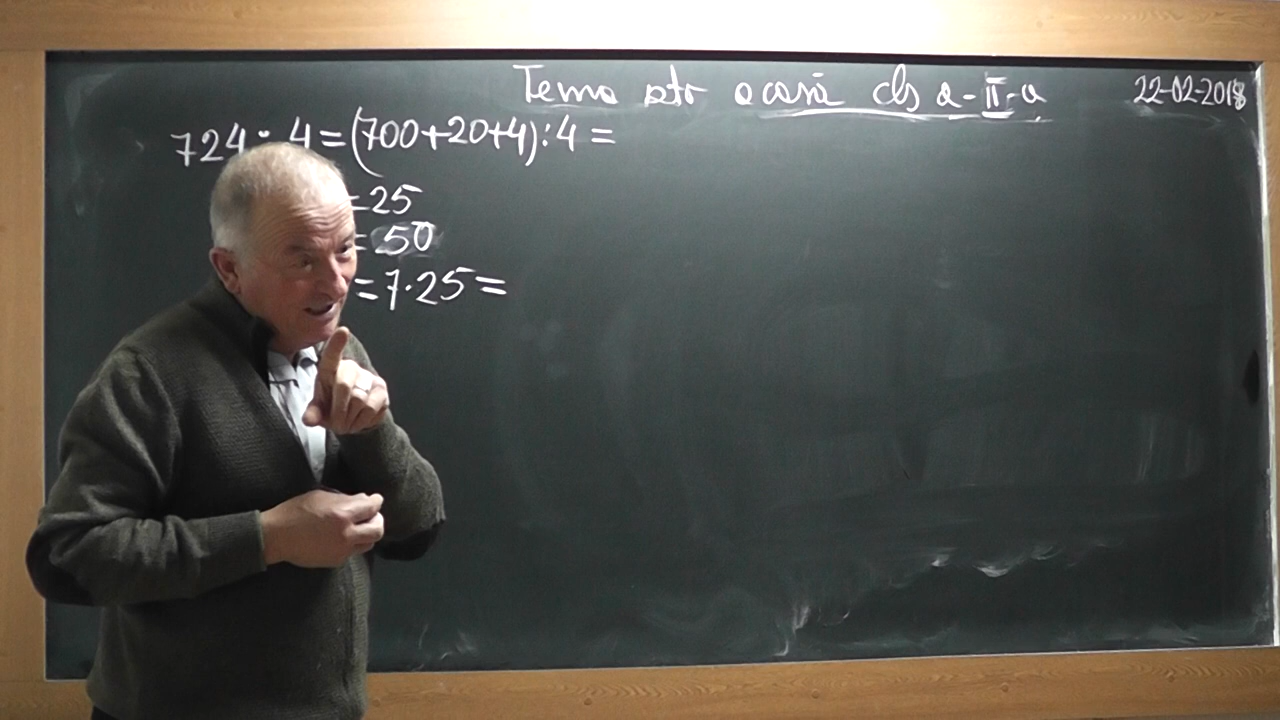 Tema ptr acasă cls a-II-a
22-02-2018
724 : 4 = (700+20+4) : 4 =
= 25
= 50
= 7·25 =